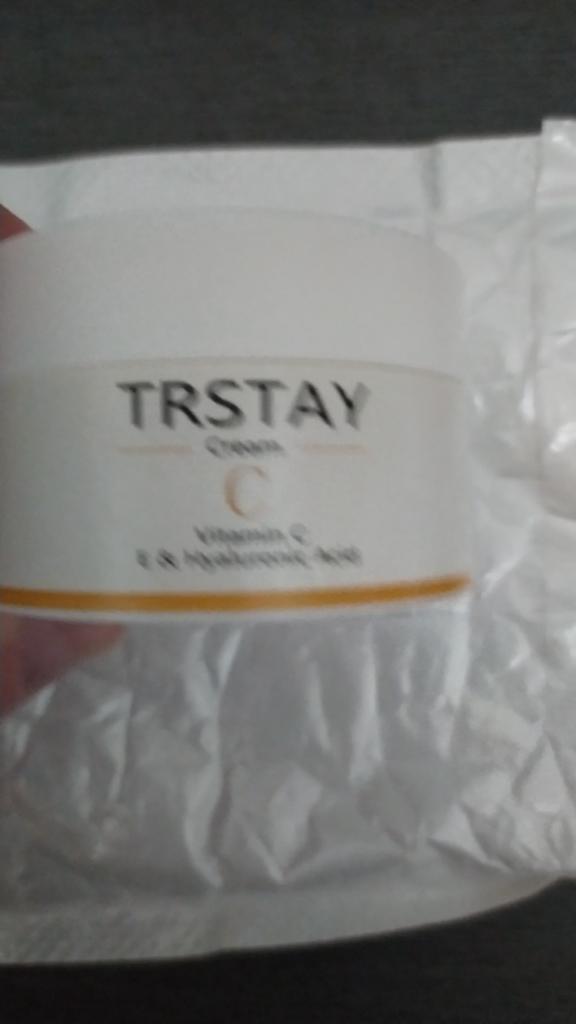 TRSTAY
Cream
C
Vitamin C
E & Hyaluronic Acid